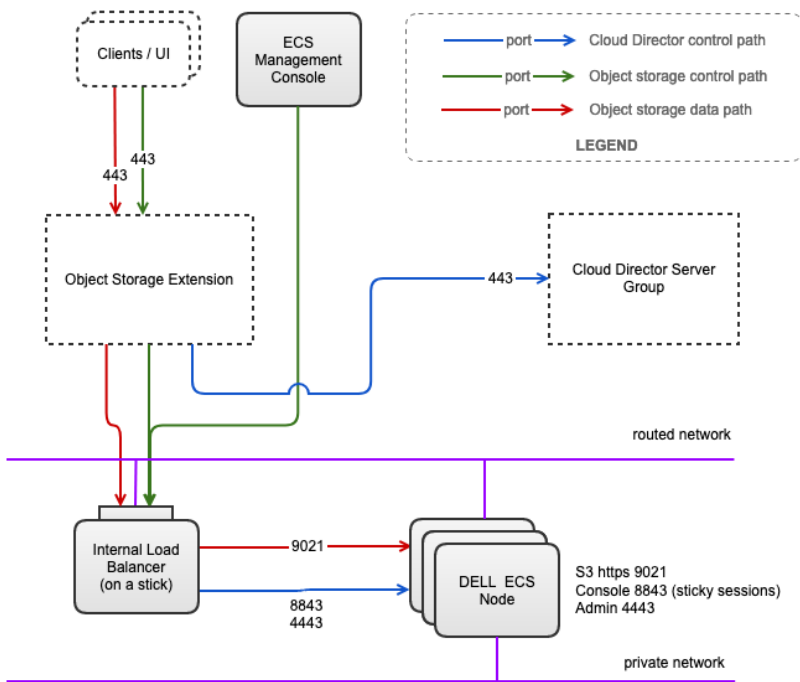 Clients / UI
ECS
Management
Console
port
Cloud Director control path
port
Object storage control path
port
Object storage data path
LEGEND
443
443
Object Storage Extension
443
Cloud Director Server
Group
routed network
Internal Load
Balancer
(on a stick)
9021
8843
4443
DELL ECS
Node
S3 https 9021
Console 8843 (sticky sessions)
Admin 4443
private network